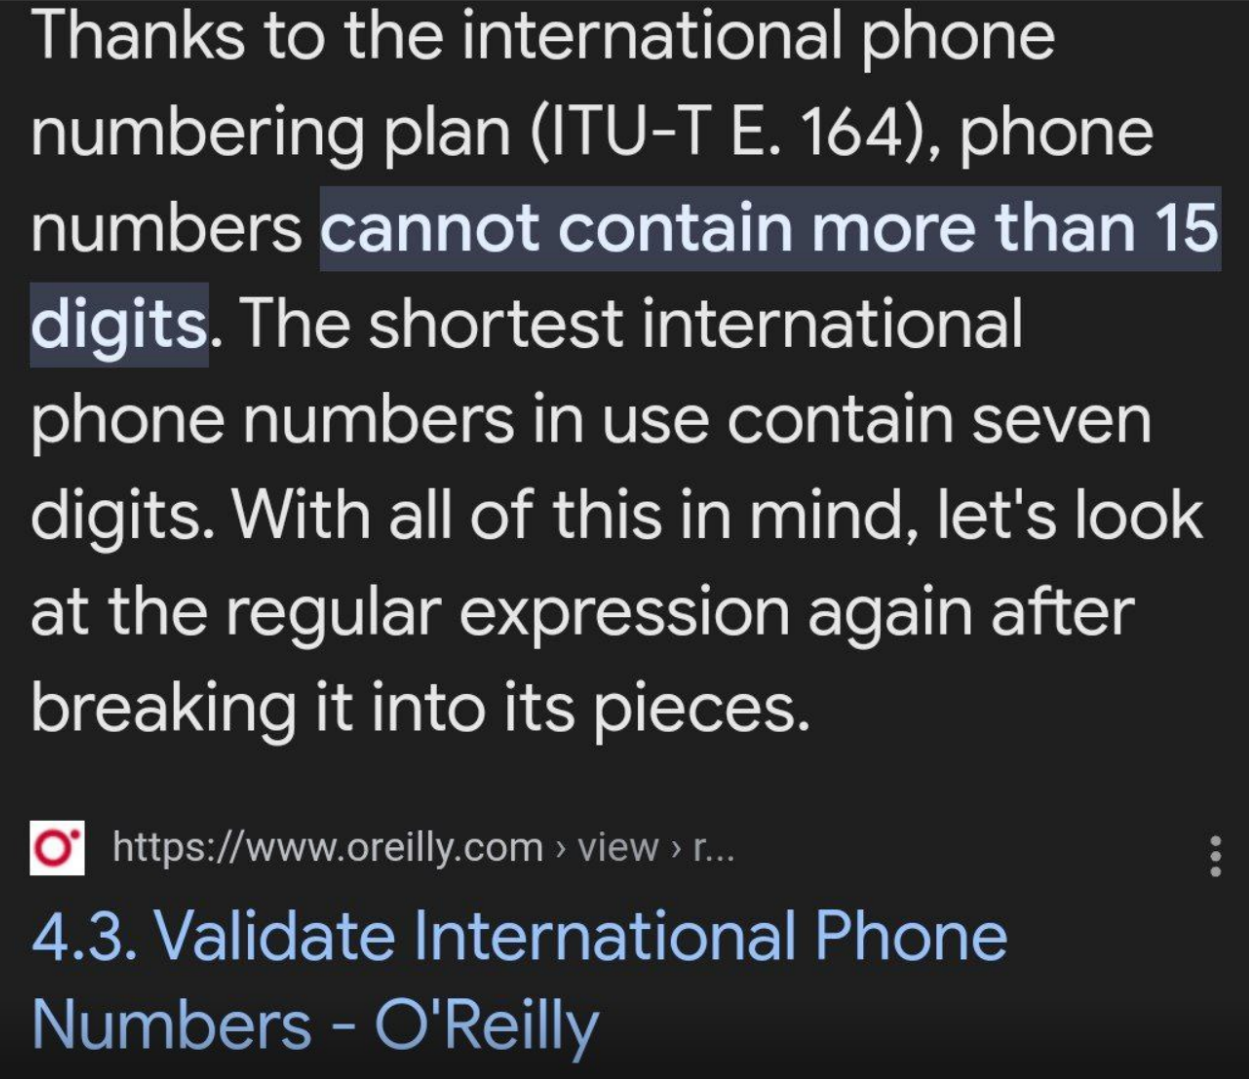 Thanks to the international phone
numbering plan (ITU-T E. 164), phone
numbers cannot contain more than 15
digits. The shortest international
phone numbers in use contain seven
digits. With all of this in mind, let's look
at the regular expression again after
breaking it into its pieces.
https://www.oreilly.com › view › r...
4.3. Validate International Phone
Numbers - O'Reilly